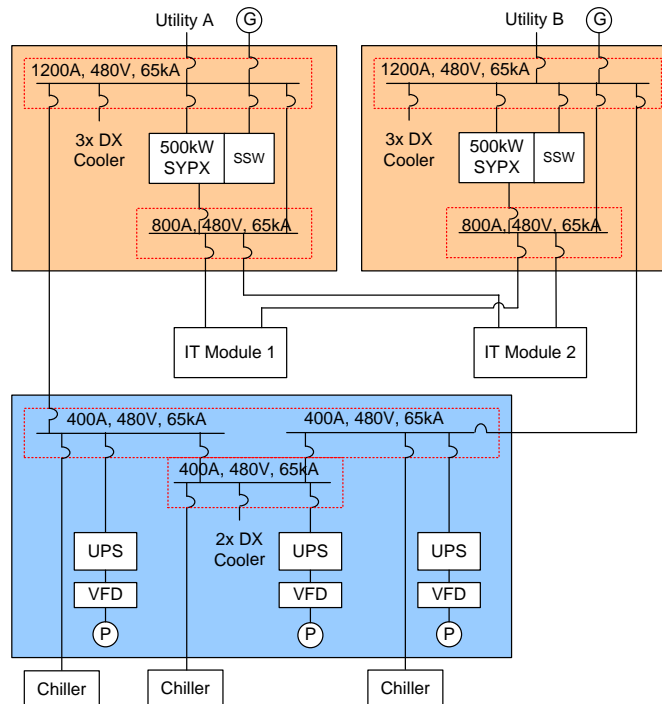 Utility A
G
Utility B
G
1200A, 480V, 65kA
1200A, 480V, 65kA
3x DX
Cooler
500kW
SYPX
SSW
3x DX
Cooler
500kW
SYPX
SSW
800A, 480V, 65kA
800A, 480V, 65kA
IT Module 1
IT Module 2
400A, 480V, 65kA
400A, 480V, 65kA
400A, 480V, 65kA
2x DX
Cooler
UPS
UPS
UPS
VFD
VFD
VFD
P
P
P
Chiller
Chiller
Chiller